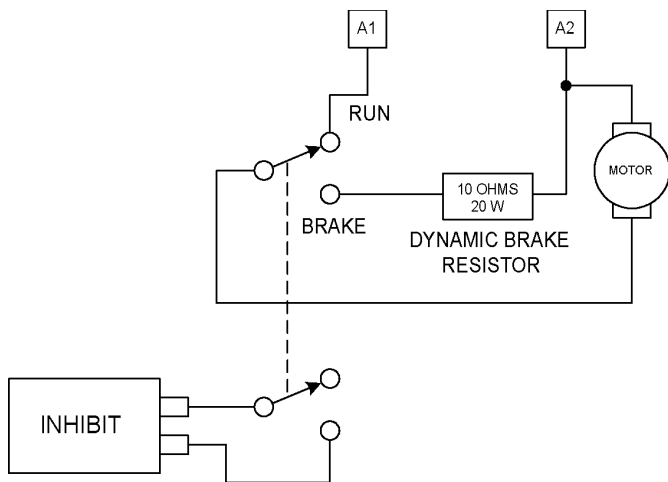 A1
A2
RUN
MOTOR
10 OHMS
20 W
BRAKE
DYNAMIC BRAKE
RESISTOR
INHIBIT